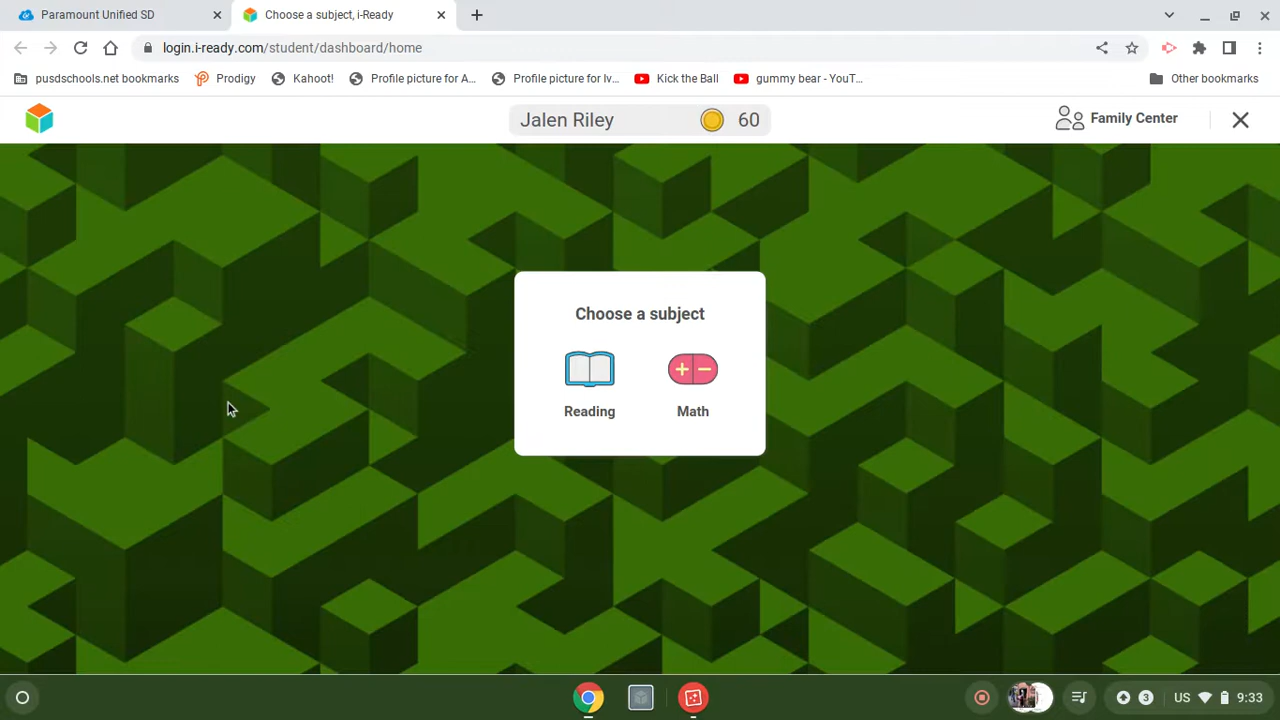 Paramount Unified SD
Choose a subject, i-Ready
login.i-ready.com/student/dashboard/home
pusdschools.net bookmarks
Prodigy
Kahoot!
Profile picture for A...
Profile picture for Iv...
Kick the Ball
gummy bear - YouT...
Other bookmarks
Jalen Riley 60
Family Center
Choose a subject
Reading
Math
3
US
9:33